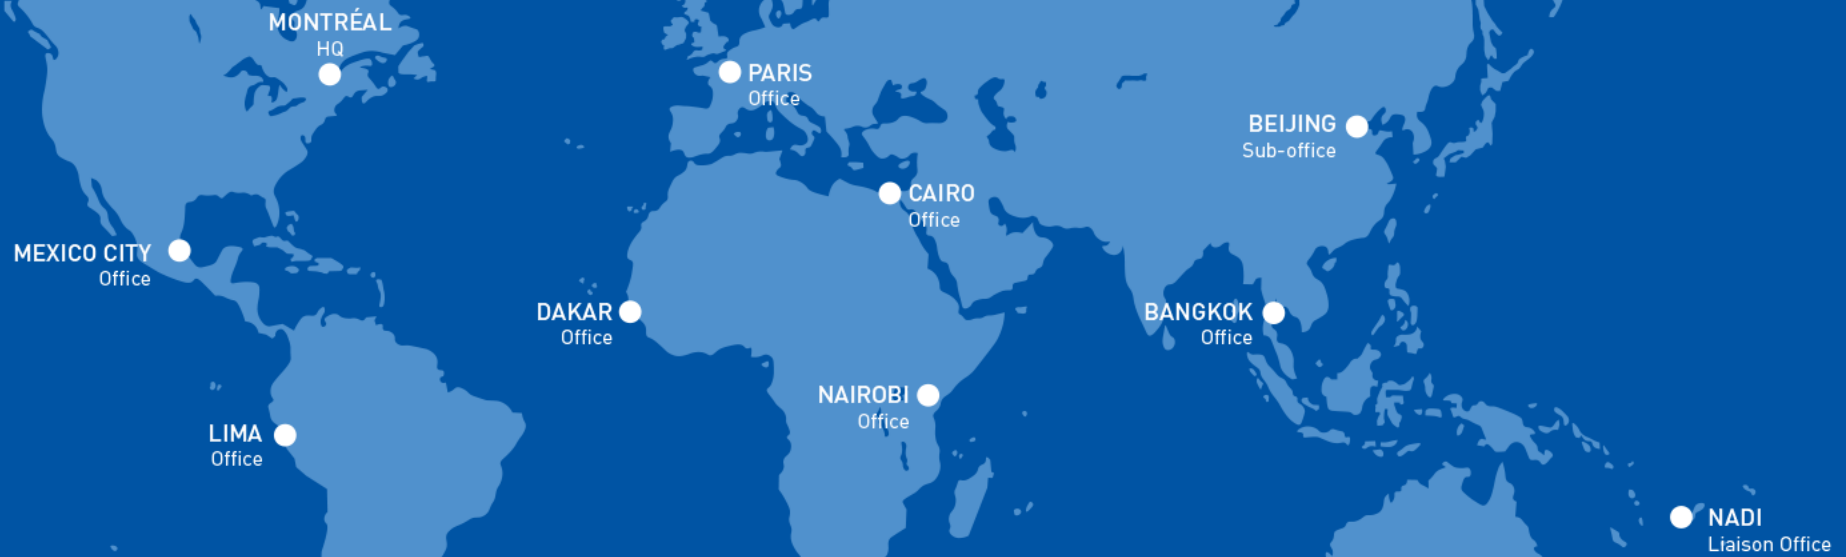 MONTRÉAL
HQ
PARIS
Office
BEIJING
Sub-office
CAIRO
Office
MEXICO CITY
Office
DAKAR
Office
BANGKOK
Office
NAIROBI
Office
LIMA
Office
NADI
Liaison Office